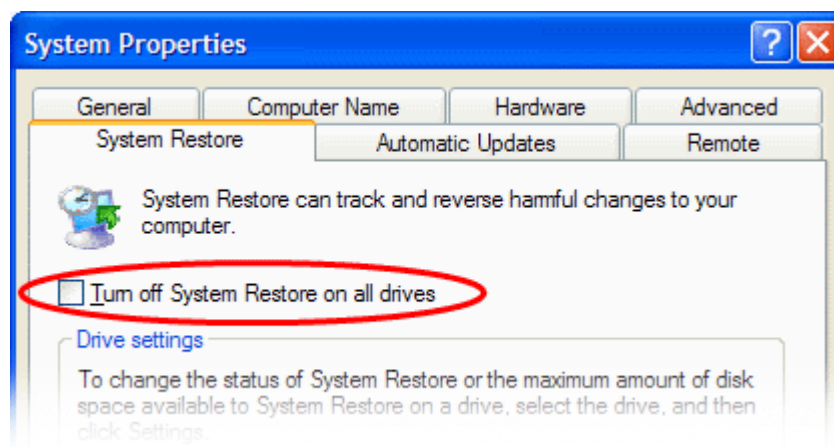 System Properties
General Computer Name Hardware Advanced
System Restore Automatic Updates Remote
System Restore can track and reverse harmful changes to your
computer.
Turn off System Restore on all drives
Drive settings
To change the status of System Restore or the maximum amount of disk
space available to System Restore on a drive, select the drive, and then
click Settings.